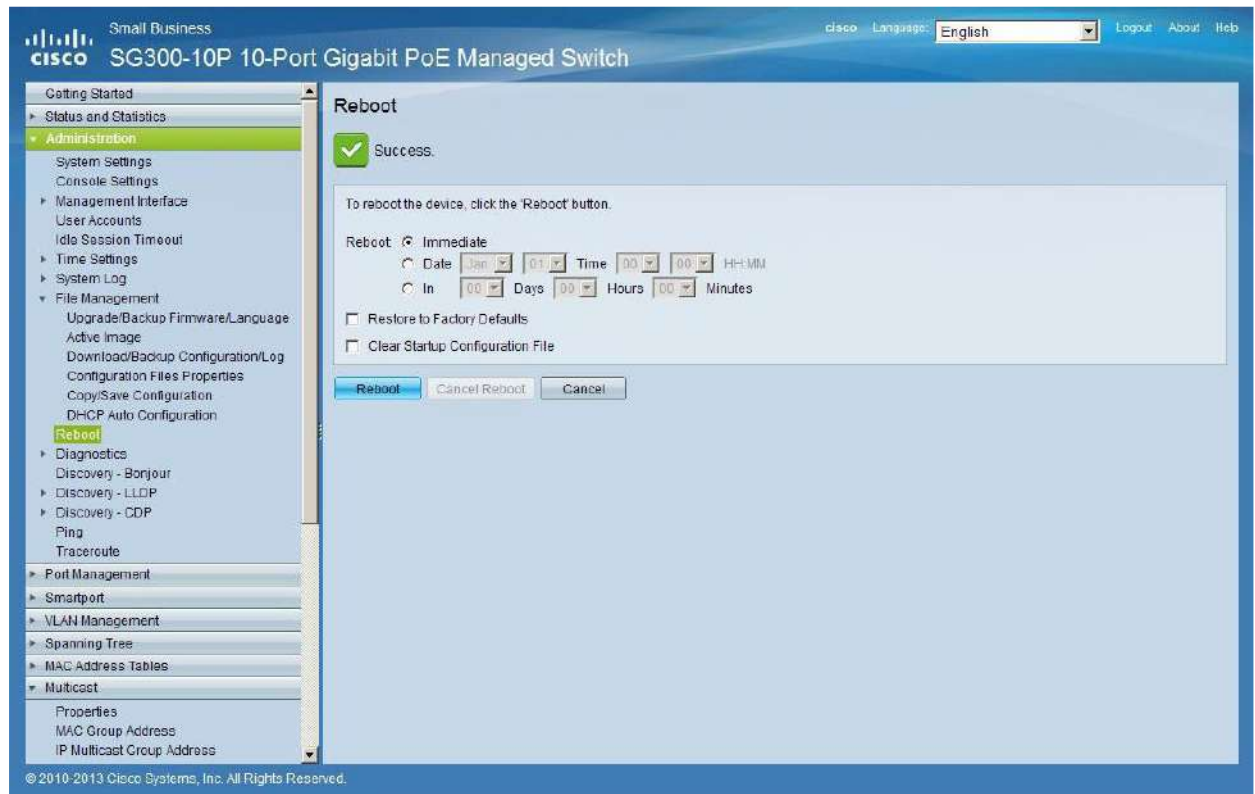 Small Business
cisco Language: English Logout About Help
cisco SG300-10P 10-Port Gigabit PoE Managed Switch
Getting Started
Status and Statistics
Administration
System Settings
Console Settings
Management Interface
User Accounts
Idle Session Timeout
Time Settings
System Log
File Management
Upgrade/Backup Firmware/Language
Active Image
Download/Backup Configuration/Log
Configuration Files Properties
Copy/Save Configuration
DHCP Auto Configuration
Reboot
Diagnostics
Discovery - Bonjour
Discovery - LLDP
Discovery - CDP
Ping
Traceroute
Port Management
Smartport
VLAN Management
Spanning Tree
MAC Address Tables
Multicast
Properties
MAC Group Address
IP Multicast Group Address
Reboot
Success.
To reboot the device, click the 'Reboot' button.
Reboot: Immediate
Date Jan 01 Time 00 00 HH:MM
In 00 Days 00 Hours 00 Minutes
Restore to Factory Defaults
Clear Startup Configuration File
Reboot Cancel Reboot Cancel
© 2010-2013 Cisco Systems, Inc. All Rights Reserved.